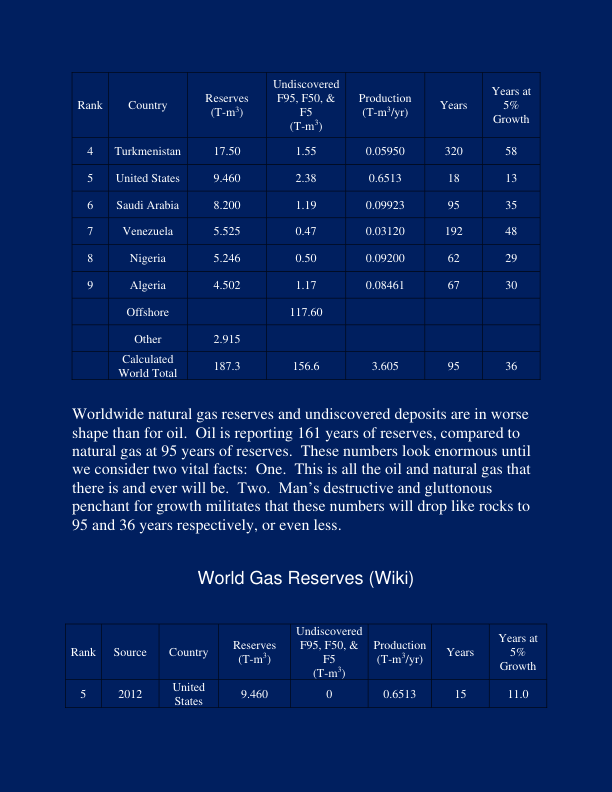 Rank Country Reserves (T-m³) Undiscovered F95, F50, & F5 (T-m³) Production (T-m³/yr) Years Years at 5% Growth
4 Turkmenistan 17.50 1.55 0.05950 320 58
5 United States 9.460 2.38 0.6513 18 13
6 Saudi Arabia 8.200 1.19 0.09923 95 35
7 Venezuela 5.525 0.47 0.03120 192 48
8 Nigeria 5.246 0.50 0.09200 62 29
9 Algeria 4.502 1.17 0.08461 67 30
Offshore 117.60
Other 2.915
Calculated World Total 187.3 156.6 3.605 95 36
Worldwide natural gas reserves and undiscovered deposits are in worse
shape than for oil.  Oil is reporting 161 years of reserves, compared to
natural gas at 95 years of reserves.  These numbers look enormous until
we consider two vital facts:  One.  This is all the oil and natural gas that
there is and ever will be.  Two.  Man's destructive and gluttonous
penchant for growth militates that these numbers will drop like rocks to
95 and 36 years respectively, or even less.
World Gas Reserves (Wiki)
Rank Source Country Reserves (T-m³) Undiscovered F95, F50, & F5 (T-m³) Production (T-m³/yr) Years Years at 5% Growth
5 2012 United States 9.460 0 0.6513 15 11.0